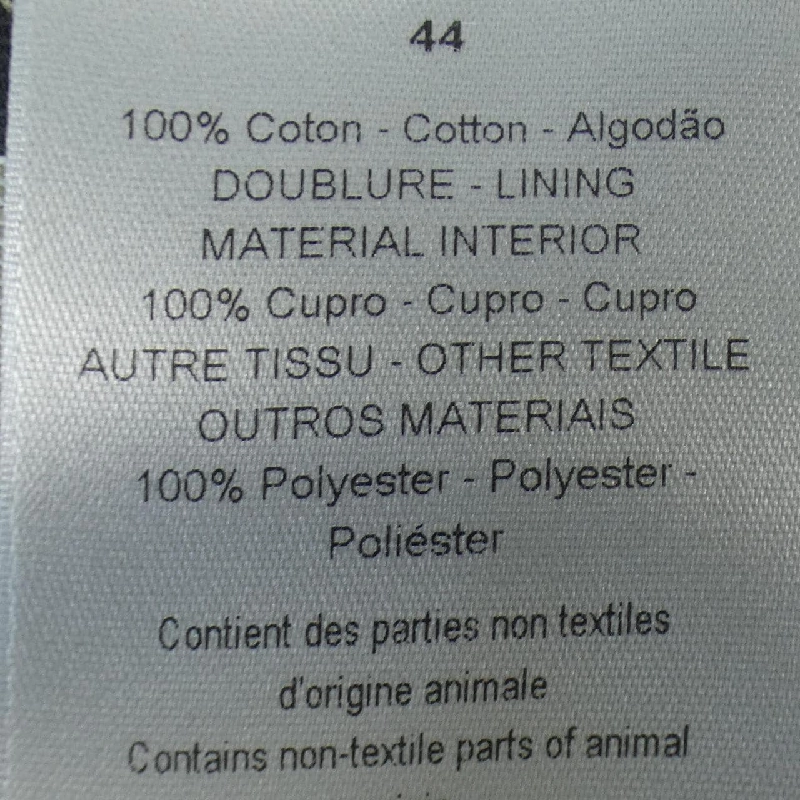 44
100% Coton - Cotton - Algodão
DOUBLURE - LINING
MATERIAL INTERIOR
100% Cupro - Cupro - Cupro
AUTRE TISSU - OTHER TEXTILE
OUTROS MATERIAIS
100% Polyester - Polyester -
Poliéster
Contient des parties non textiles
d'origine animale
Contains non-textile parts of animal